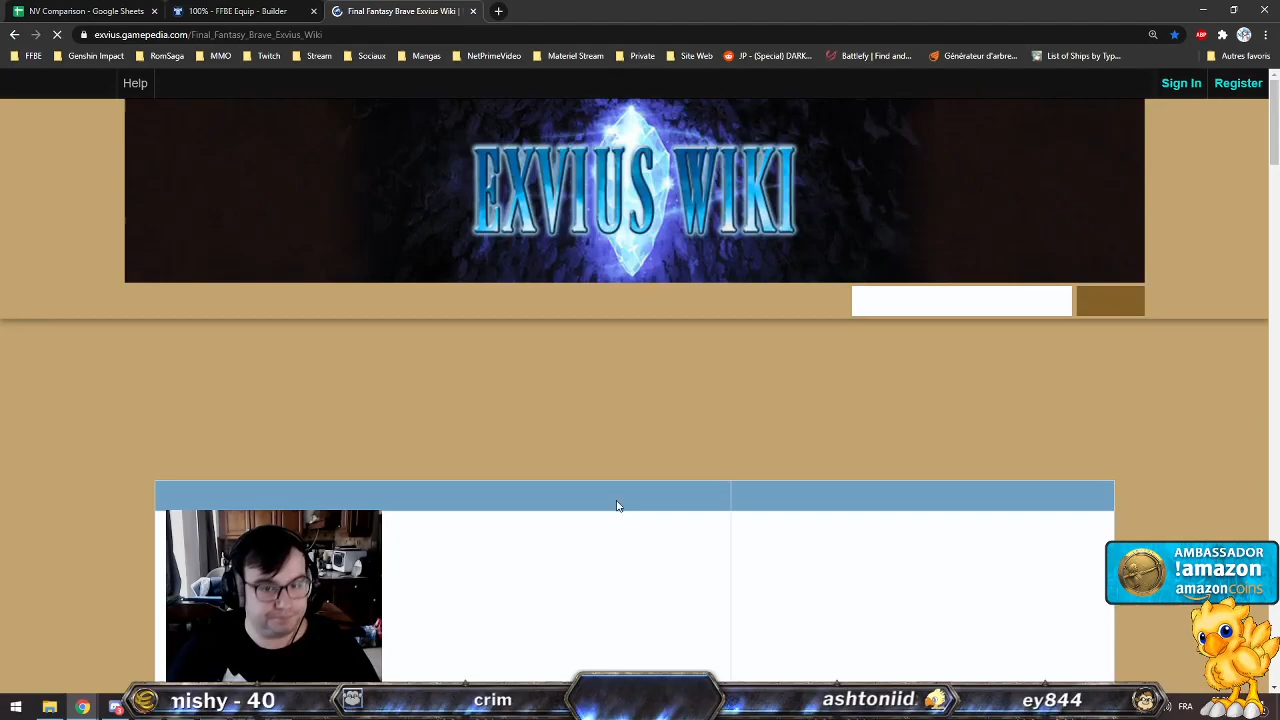 NV Comparison - Google Sheets
100% - FFBE Equip - Builder
Final Fantasy Brave Exvius Wiki |
exvius.gamepedia.com/Final_Fantasy_Brave_Exvius_Wiki
FFBE
Genshin Impact
RomSaga
MMO
Twitch
Stream
Sociaux
Mangas
NetPrimeVideo
Materiel Stream
Private
Site Web
JP - (Special) DARK...
Battlefy | Find and...
Générateur d'arbre...
List of Ships by Typ...
Autres favoris
Help
Sign In
Register
EXVIUS WIKI
AMBASSADOR
!amazon
amazoncoins
mishy - 40
crim
ashtoniid
ey844
FRA